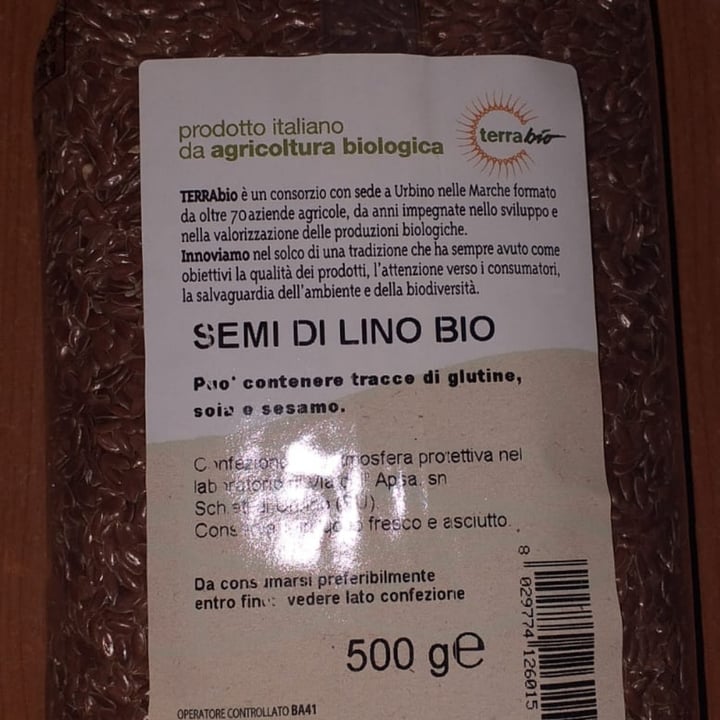 prodotto italiano
da agricoltura biologica
terrabio
TERRAbio è un consorzio con sede a Urbino nelle Marche formato
da oltre 70 aziende agricole, da anni impegnate nello sviluppo e
nella valorizzazione delle produzioni biologiche.
Innoviamo nel solco di una tradizione che ha sempre avuto come
obiettivi la qualità dei prodotti, l'attenzione verso i consumatori,
la salvaguardia dell'ambiente e della biodiversità.
SEMI DI LINO BIO
Puo' contenere tracce di glutine,
soia e sesamo.
protettiva nel
Apsa, sn
fresco e asciutto.
Da consumarsi preferibilmente
entro fine: vedere lato confezione
500 g e
8 029774 126015
OPERATORE CONTROLLATO BA41